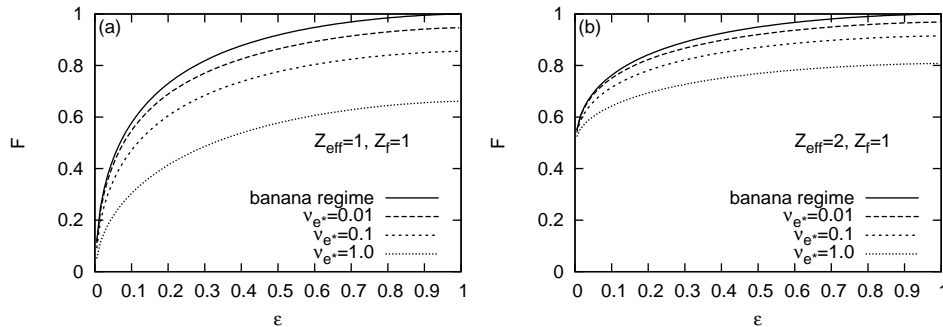 (a)
F
1
0.8
0.6
0.4
0.2
0
Z_eff=1, Z_f=1
banana regime
ν_e*=0.01
ν_e*=0.1
ν_e*=1.0
0 0.1 0.2 0.3 0.4 0.5 0.6 0.7 0.8 0.9 1
ε
(b)
F
1
0.8
0.6
0.4
0.2
0
Z_eff=2, Z_f=1
banana regime
ν_e*=0.01
ν_e*=0.1
ν_e*=1.0
0 0.1 0.2 0.3 0.4 0.5 0.6 0.7 0.8 0.9 1
ε